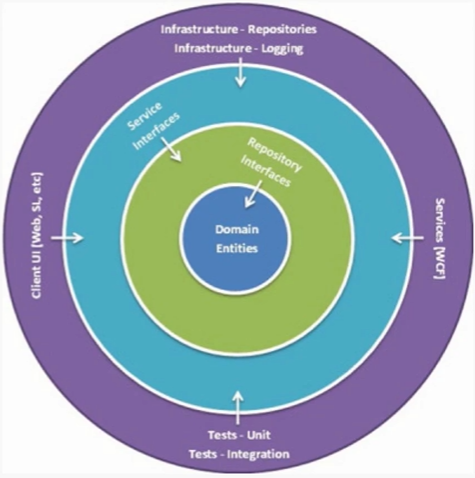 Infrastructure - Repositories
Infrastructure - Logging
Service
Interfaces
Repository
Interfaces
Client UI (Web, SL, etc)
Domain
Entities
Services [WCF]
Tests - Unit
Tests - Integration